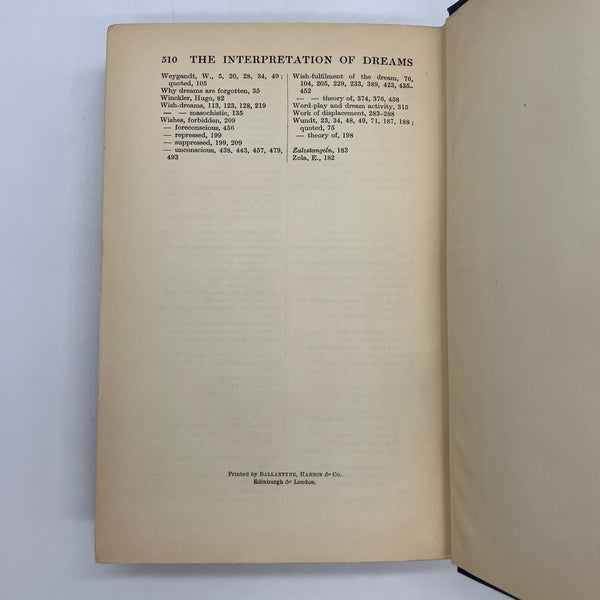 510 THE INTERPRETATION OF DREAMS
Weygandt, W., 5, 20, 28, 34, 49;
quoted, 105
Why dreams are forgotten, 35
Winckler, Hugo, 82
Wish-dreams, 113, 123, 128, 219
— — masochistic, 135
Wishes, forbidden, 209
— foreconscious, 456
— repressed, 199
— suppressed, 199, 209
— unconscious, 438, 443, 457, 479,
493
Wish-fulfilment of the dream, 76,
104, 205, 229, 233, 389, 423, 435–
452
— — theory of, 374, 376, 458
Word-play and dream activity, 315
Work of displacement, 283–288
Wundt, 23, 34, 48, 49, 71, 187, 188;
quoted, 75
— theory of, 198
Zalzstangeln, 183
Zola, E., 182
Printed by BALLANTYNE, HANSON & Co.
Edinburgh & London.